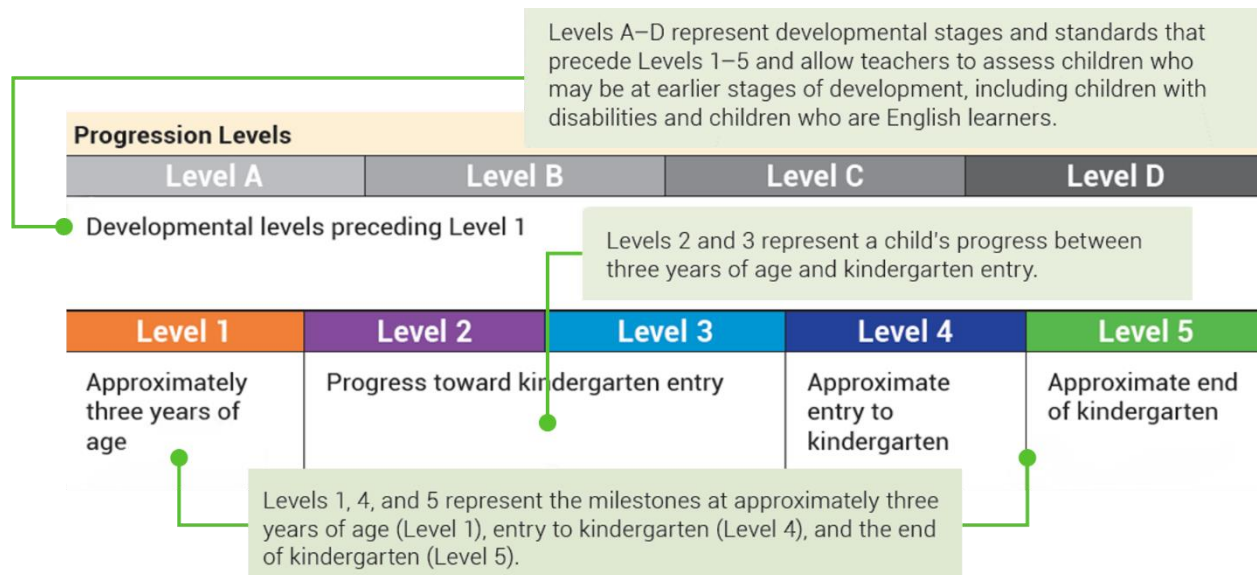 Levels A–D represent developmental stages and standards that
precede Levels 1–5 and allow teachers to assess children who
may be at earlier stages of development, including children with
disabilities and children who are English learners.
Progression Levels
Level A Level B Level C Level D
Developmental levels preceding Level 1
Levels 2 and 3 represent a child's progress between
three years of age and kindergarten entry.
Level 1 Level 2 Level 3 Level 4 Level 5
Approximately
three years of
age
Progress toward kindergarten entry
Approximate
entry to
kindergarten
Approximate end
of kindergarten
Levels 1, 4, and 5 represent the milestones at approximately three
years of age (Level 1), entry to kindergarten (Level 4), and the end
of kindergarten (Level 5).